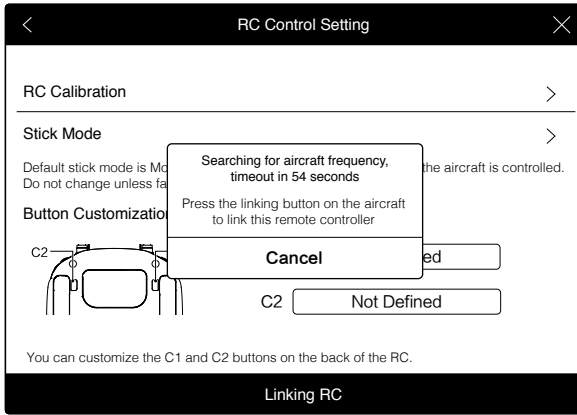 RC Control Setting
RC Calibration
Stick Mode
Default stick mode is Mo
the aircraft is controlled.
Do not change unless fa
Searching for aircraft frequency,
timeout in 54 seconds
Press the linking button on the aircraft
to link this remote controller
Cancel
Button Customization
C2
ed
C2 Not Defined
You can customize the C1 and C2 buttons on the back of the RC.
Linking RC